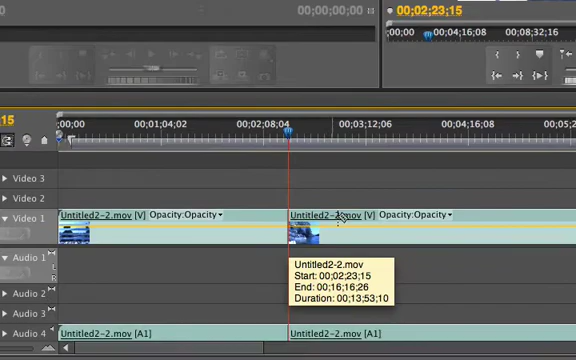 00;00;00;00
00;02;23;15
00;00
00;04;16;08
00;08;32;16
15
;00;00
00;01;04;02
00;02;08;04
00;03;12;06
00;04;16;08
00;05;2
Video 3
Video 2
Video 1
Untitled2-2.mov [V] Opacity:Opacity
Untitled2-2.mov [V] Opacity:Opacity
Untitled2-2.mov
Start: 00;02;23;15
End: 00;16;16;26
Duration: 00;13;53;10
Audio 1
L
R
Audio 2
Audio 3
Audio 4
Untitled2-2.mov [A1]
Untitled2-2.mov [A1]